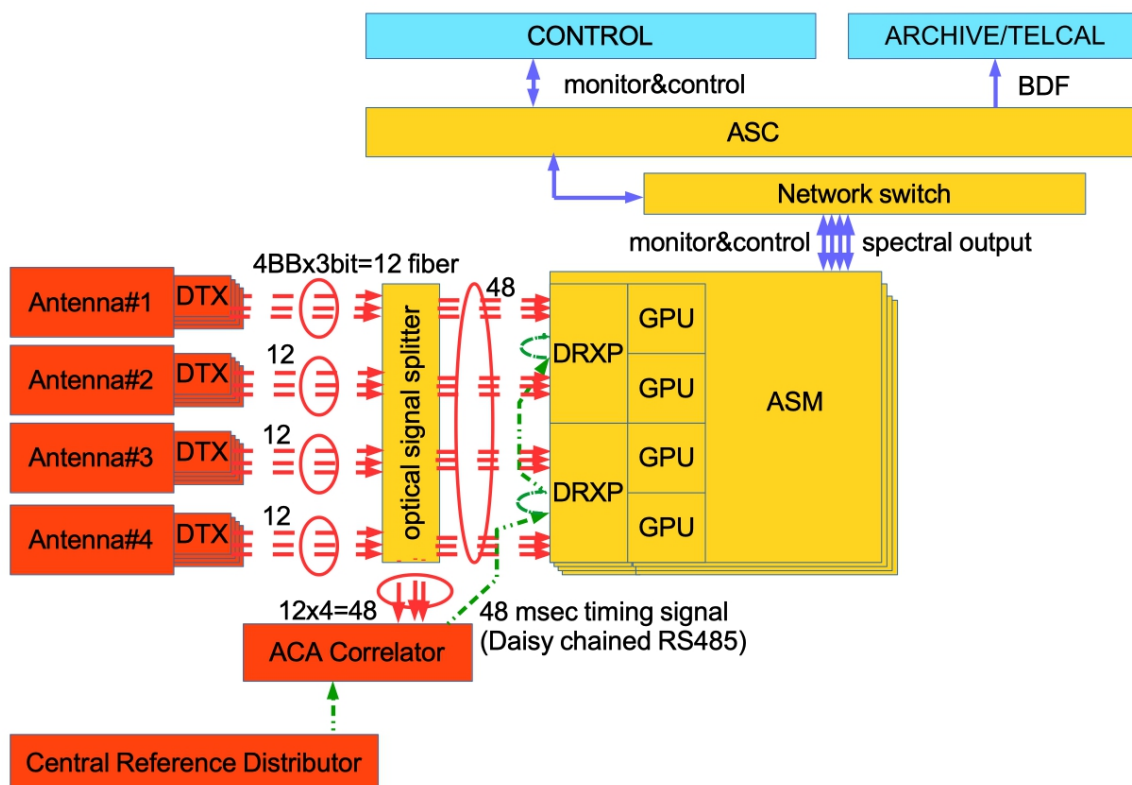 CONTROL
ARCHIVE/TELCAL
monitor&control
BDF
ASC
Network switch
monitor&control
spectral output
4BBx3bit=12 fiber
48
Antenna#1
DTX
GPU
DRXP
12
Antenna#2
DTX
GPU
optical signal splitter
ASM
12
Antenna#3
DTX
GPU
DRXP
12
Antenna#4
DTX
GPU
12x4=48
48 msec timing signal
(Daisy chained RS485)
ACA Correlator
Central Reference Distributor